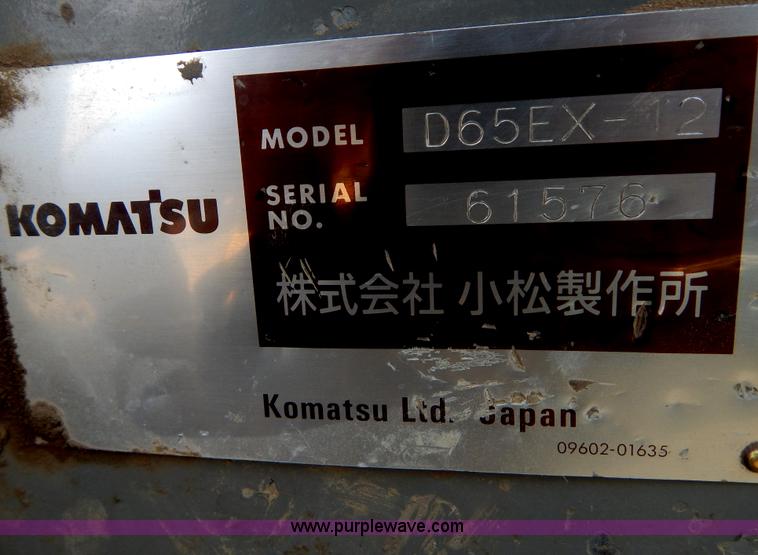 MODEL D65EX-12
KOMATSU
SERIAL NO. 61576
株式会社 小松製作所
Komatsu Ltd. Japan
09602-01635
www.purplewave.com